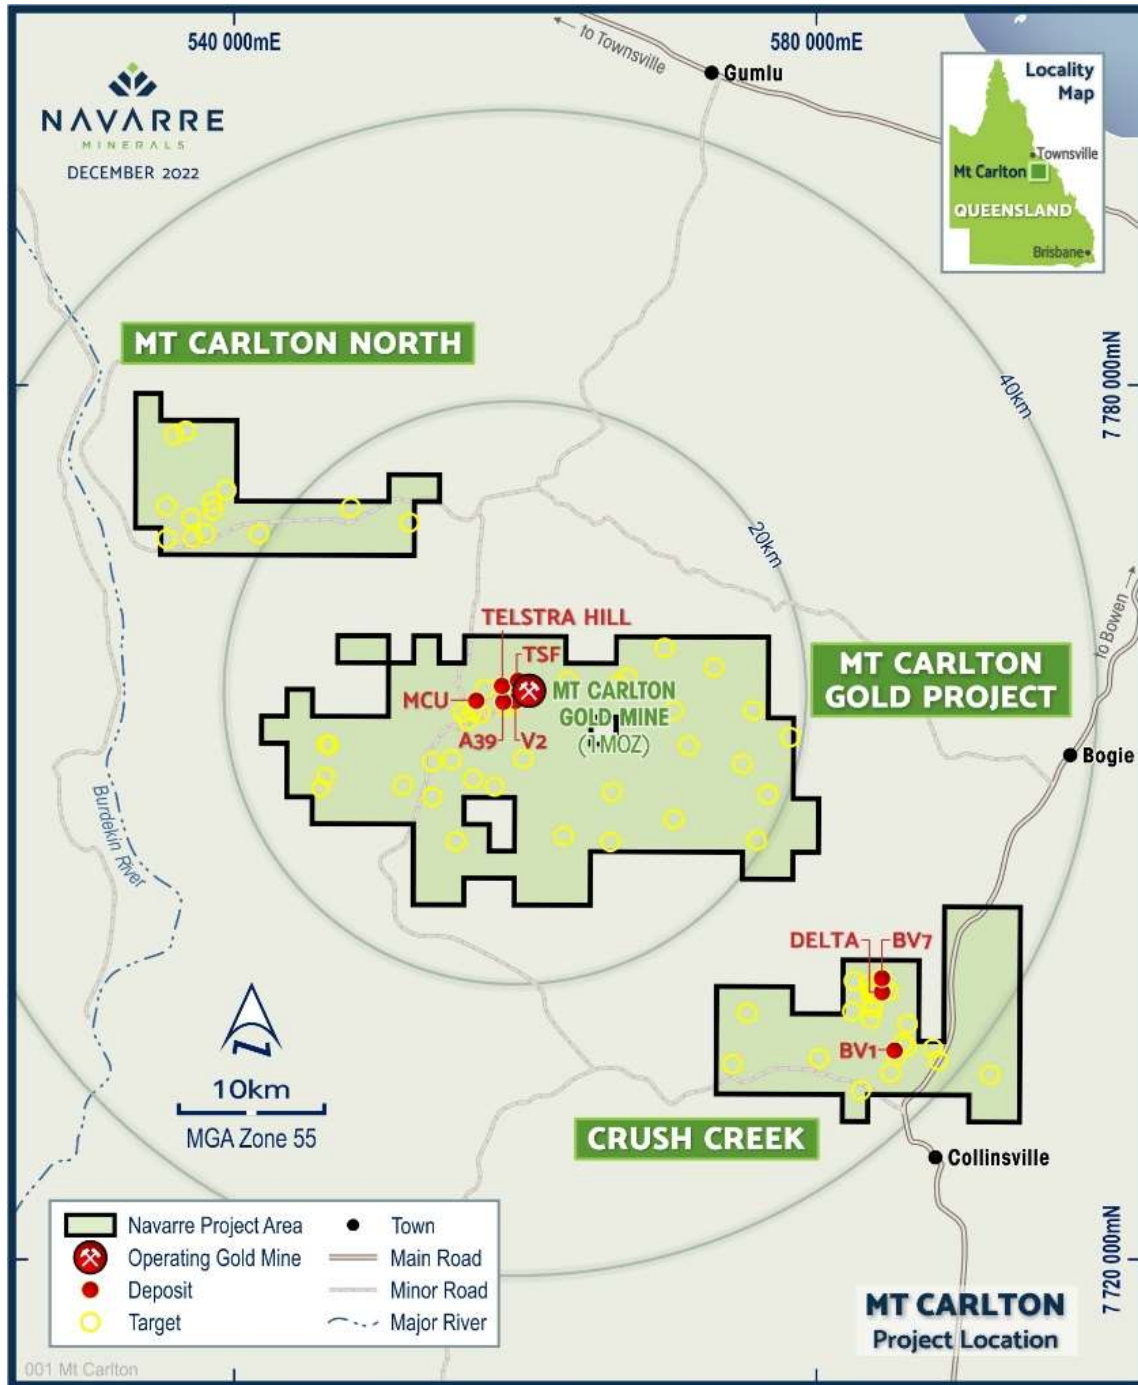 540 000mE
580 000mE
to Townsville
Gumlu
NAVARRE
MINERALS
DECEMBER 2022
Locality
Map
Townsville
Mt Carlton
QUEENSLAND
Brisbane
MT CARLTON NORTH
40km
7 780 000mN
20km
to Bowen
TELSTRA HILL
TSF
MCU
MT CARLTON
GOLD MINE
A39
V2
MT CARLTON
GOLD PROJECT
Bogie
Burdekin River
DELTA
BV7
BV1
10km
MGA Zone 55
CRUSH CREEK
Collinsville
Navarre Project Area
Operating Gold Mine
Deposit
Target
Town
Main Road
Minor Road
Major River
7 720 000mN
MT CARLTON
Project Location
001 Mt Carlton